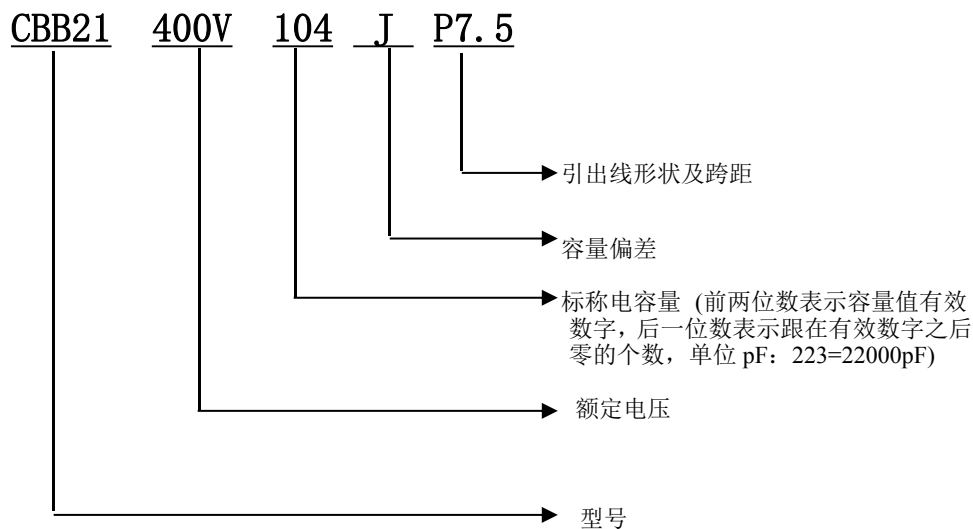 CBB21 400V 104 J P7.5
引出线形状及跨距
容量偏差
标称电容量 (前两位数表示容量值有效
数字，后一位数表示跟在有效数字之后
零的个数，单位 pF：223=22000pF)
额定电压
型号